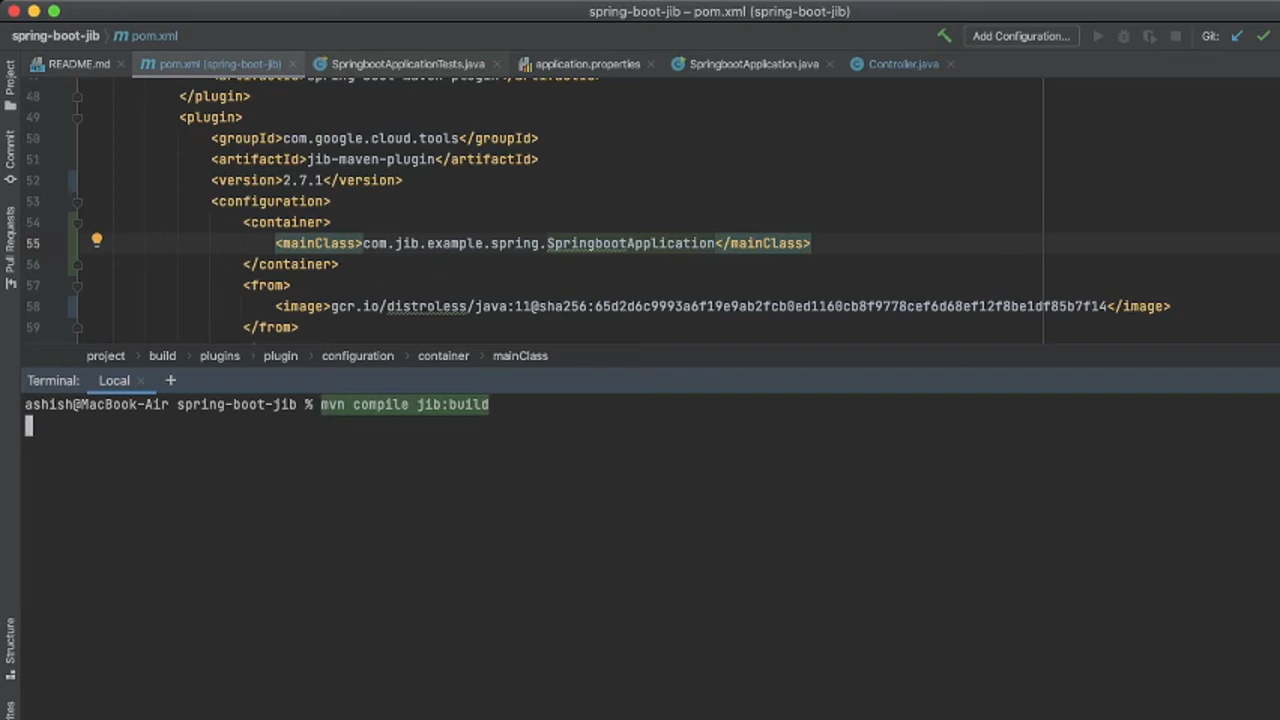 spring-boot-jib – pom.xml (spring-boot-jib)
spring-boot-jib pom.xml Add Configuration... Git:
README.md pom.xml (spring-boot-jib) SpringbootApplicationTests.java application.properties SpringbootApplication.java Controller.java
Project
Commit
Pull Requests
48 </plugin>
49 <plugin>
50 <groupId>com.google.cloud.tools</groupId>
51 <artifactId>jib-maven-plugin</artifactId>
52 <version>2.7.1</version>
53 <configuration>
54 <container>
55 <mainClass>com.jib.example.spring.SpringbootApplication</mainClass>
56 </container>
57 <from>
58 <image>gcr.io/distroless/java:11@sha256:65d2d6c9993a6f19e9ab2fcb0ed1160cb8f9778cef6d68ef12f8be1df85b7f14</image>
59 </from>
project build plugins plugin configuration container mainClass
Terminal: Local +
ashish@MacBook-Air spring-boot-jib % mvn compile jib:build
Structure